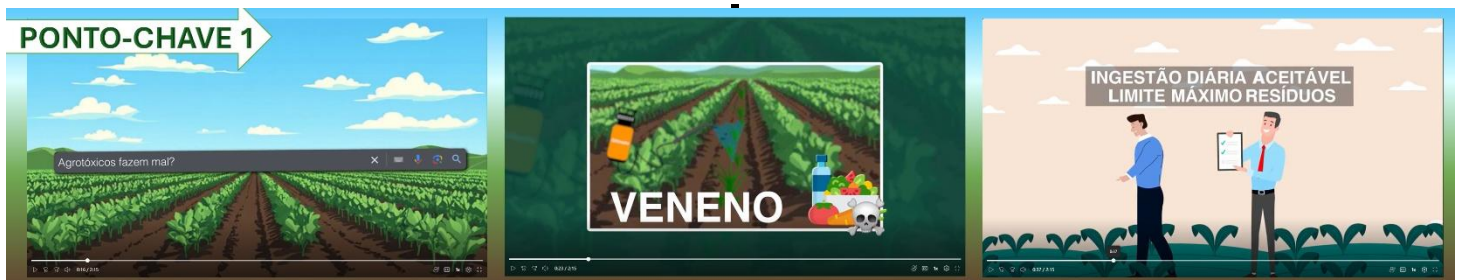 PONTO-CHAVE 1
Agrotóxicos fazem mal?
VENENO
INGESTÃO DIÁRIA ACEITÁVEL
LIMITE MÁXIMO RESÍDUOS